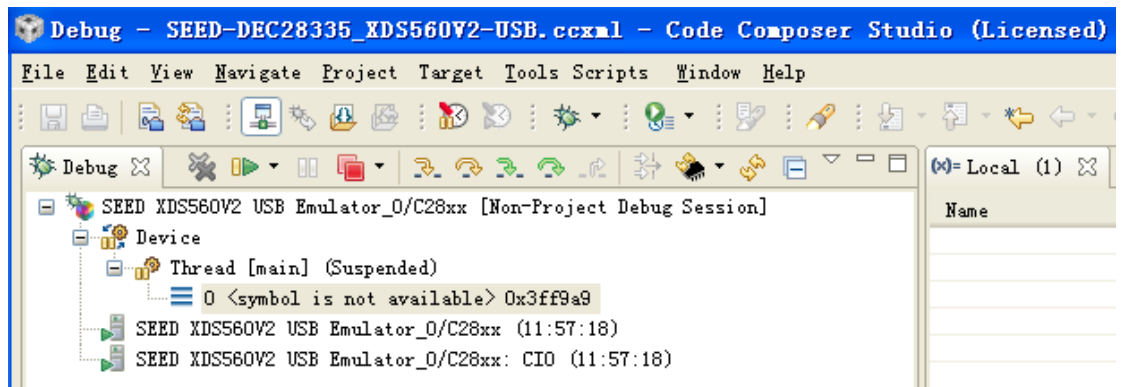 Debug - SEED-DEC28335_XDS560V2-USB.ccxml - Code Composer Studio (Licensed)
File Edit View Navigate Project Target Tools Scripts Window Help
Debug
(x)= Local (1)
SEED XDS560V2 USB Emulator_0/C28xx [Non-Project Debug Session]
Name
Device
Thread [main] (Suspended)
0 <symbol is not available> 0x3ff9a9
SEED XDS560V2 USB Emulator_0/C28xx (11:57:18)
SEED XDS560V2 USB Emulator_0/C28xx: CIO (11:57:18)